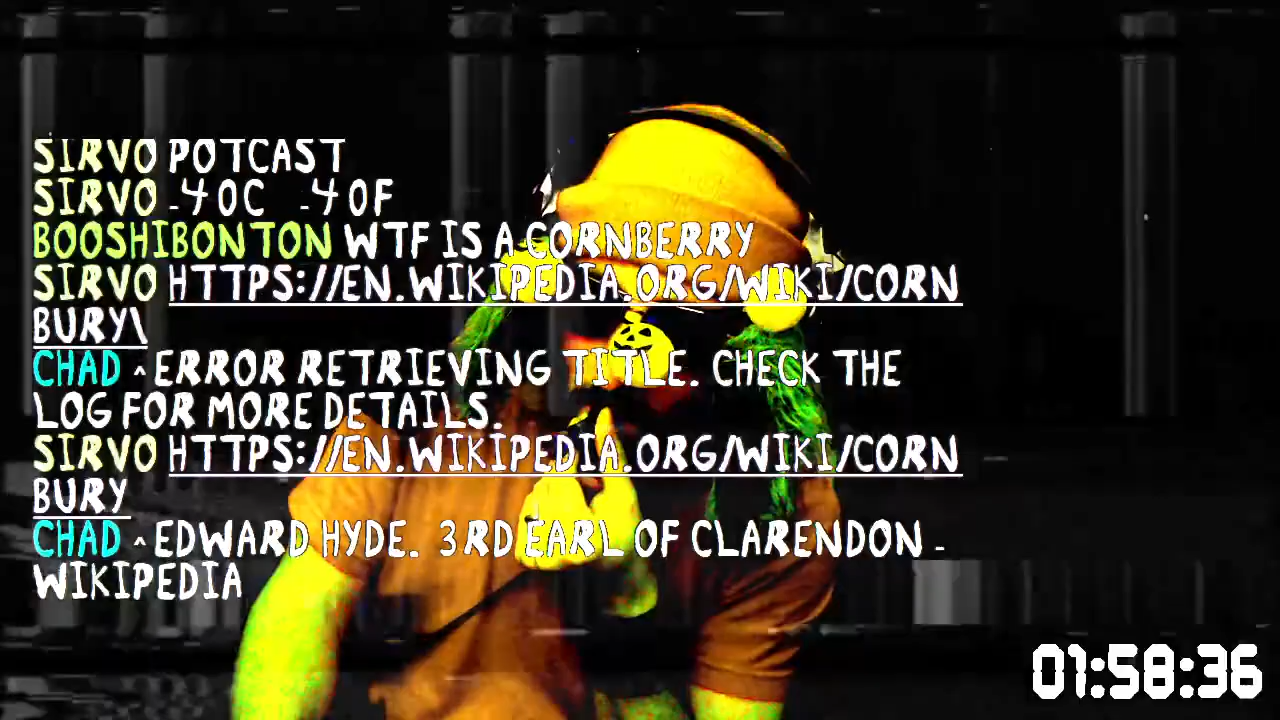 SIRVO POTCAST
SIRVO -40C -40F
BOOSHIBONTON WTF IS A CORNBERRY
SIRVO HTTPS://EN.WIKIPEDIA.ORG/WIKI/CORN
BURY\
CHAD ^ERROR RETRIEVING TITLE. CHECK THE
LOG FOR MORE DETAILS.
SIRVO HTTPS://EN.WIKIPEDIA.ORG/WIKI/CORN
BURY
CHAD ^EDWARD HYDE, 3RD EARL OF CLARENDON -
WIKIPEDIA
01:58:36